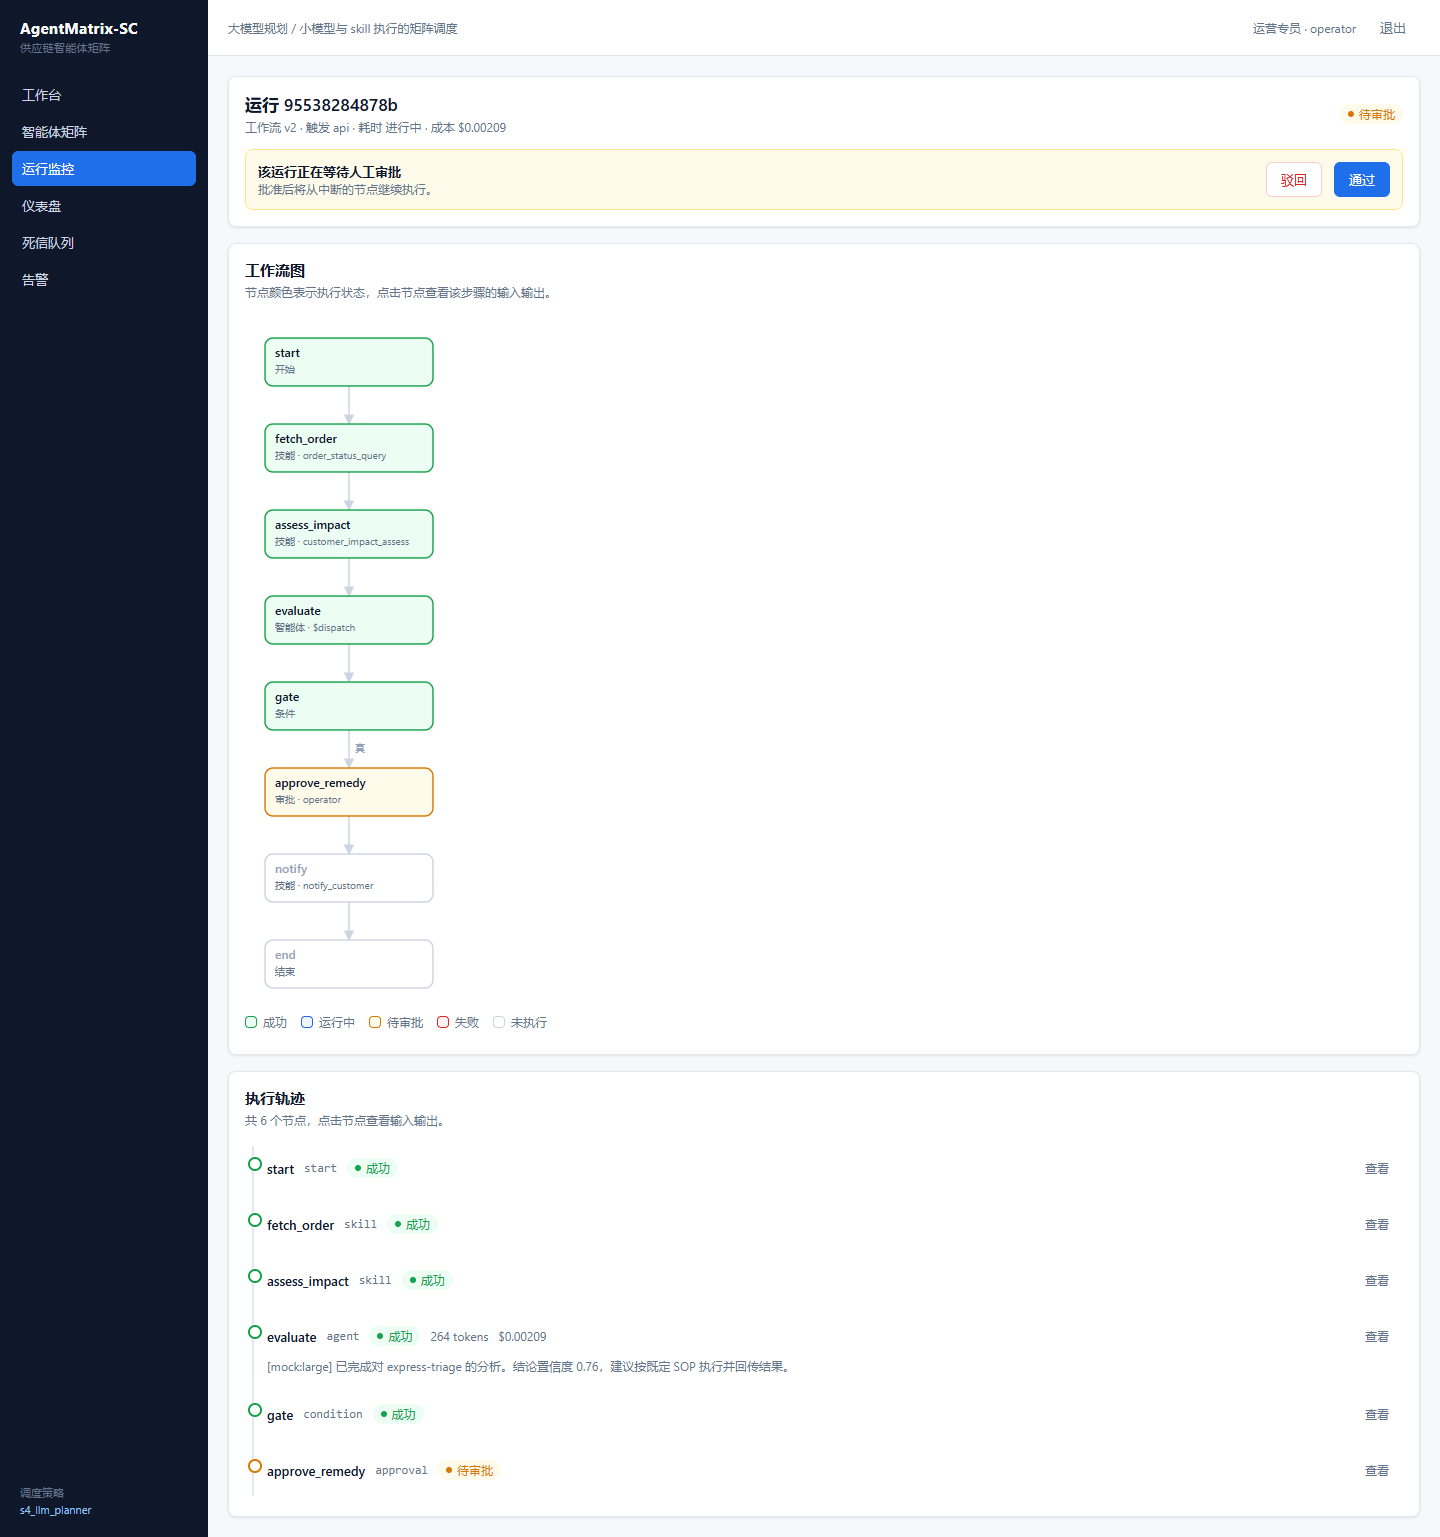 AgentMatrix-SC
供应链智能体矩阵
工作台
智能体矩阵
运行监控
仪表盘
死信队列
告警
调度策略
s4_llm_planner
大模型规划 / 小模型与 skill 执行的矩阵调度
运营专员 · operator
退出
运行 95538284878b
工作流 v2 · 触发 api · 耗时 进行中 · 成本 $0.00209
待审批
该运行正在等待人工审批
批准后将从中断的节点继续执行。
驳回
通过
工作流图
节点颜色表示执行状态，点击节点查看该步骤的输入输出。
start
开始
fetch_order
技能 · order_status_query
assess_impact
技能 · customer_impact_assess
evaluate
智能体 · $dispatch
gate
条件
真
approve_remedy
审批 · operator
notify
技能 · notify_customer
end
结束
成功 运行中 待审批 失败 未执行
执行轨迹
共 6 个节点，点击节点查看输入输出。
start start 成功 查看
fetch_order skill 成功 查看
assess_impact skill 成功 查看
evaluate agent 成功 264 tokens $0.00209 查看
[mock:large] 已完成对 express-triage 的分析。结论置信度 0.76，建议按既定 SOP 执行并回传结果。
gate condition 成功 查看
approve_remedy approval 待审批 查看